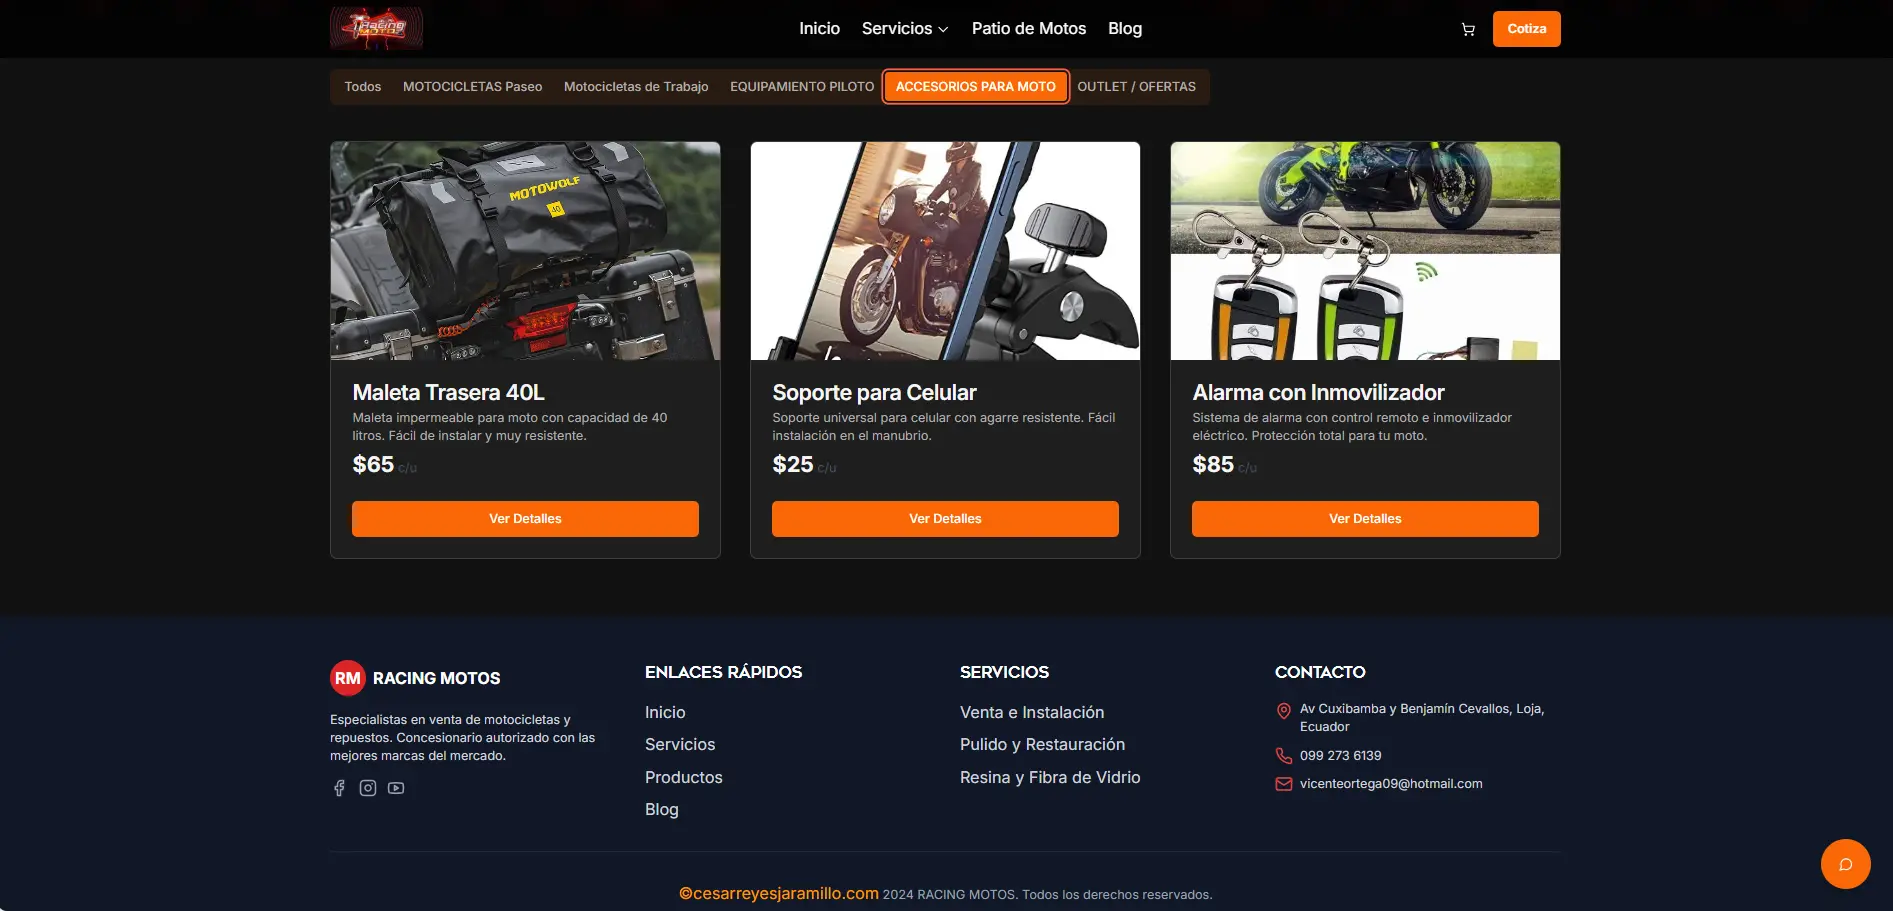 Racing
MOTOS
Inicio
Servicios
Patio de Motos
Blog
Cotiza
Todos
MOTOCICLETAS Paseo
Motocicletas de Trabajo
EQUIPAMIENTO PILOTO
ACCESORIOS PARA MOTO
OUTLET / OFERTAS
MOTOWOLF
40
Maleta Trasera 40L
Maleta impermeable para moto con capacidad de 40
litros. Fácil de instalar y muy resistente.
$65 c/u
Ver Detalles
Soporte para Celular
Soporte universal para celular con agarre resistente. Fácil
instalación en el manubrio.
$25 c/u
Ver Detalles
Alarma con Inmovilizador
Sistema de alarma con control remoto e inmovilizador
eléctrico. Protección total para tu moto.
$85 c/u
Ver Detalles
RM RACING MOTOS
Especialistas en venta de motocicletas y
repuestos. Concesionario autorizado con las
mejores marcas del mercado.
ENLACES RÁPIDOS
Inicio
Servicios
Productos
Blog
SERVICIOS
Venta e Instalación
Pulido y Restauración
Resina y Fibra de Vidrio
CONTACTO
Av Cuxibamba y Benjamín Cevallos, Loja,
Ecuador
099 273 6139
vicenteortega09@hotmail.com
©cesarreyesjaramillo.com 2024 RACING MOTOS. Todos los derechos reservados.